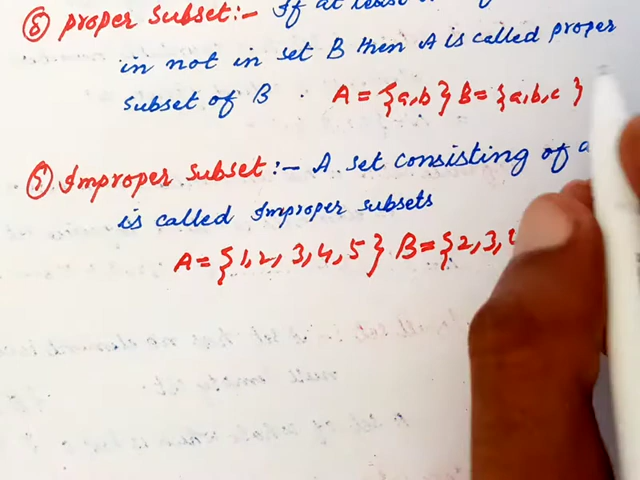 ⑧ proper subset:- If at least
in not in set B then A is called proper
subset of B . A = {a,b} B = {a,b,c }
⑨ Improper subset :- A set consisting of a
is called Improper subsets
A = {1, 2, 3, 4, 5 } B = {2, 3,